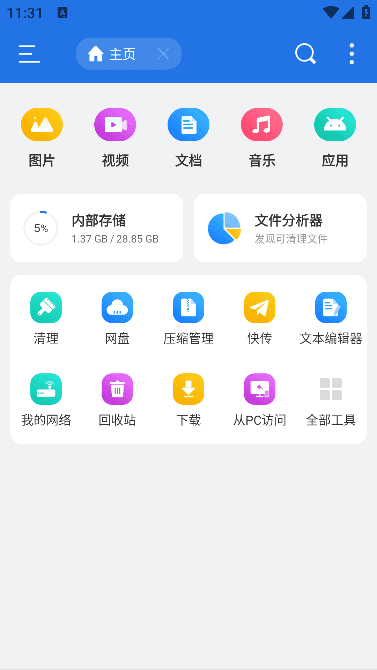 11:31
主页
图片 视频 文档 音乐 应用
内部存储 文件分析器
5% 1.37 GB / 28.85 GB 发现可清理文件
清理 网盘 压缩管理 快传 文本编辑器
我的网络 回收站 下载 从PC访问 全部工具